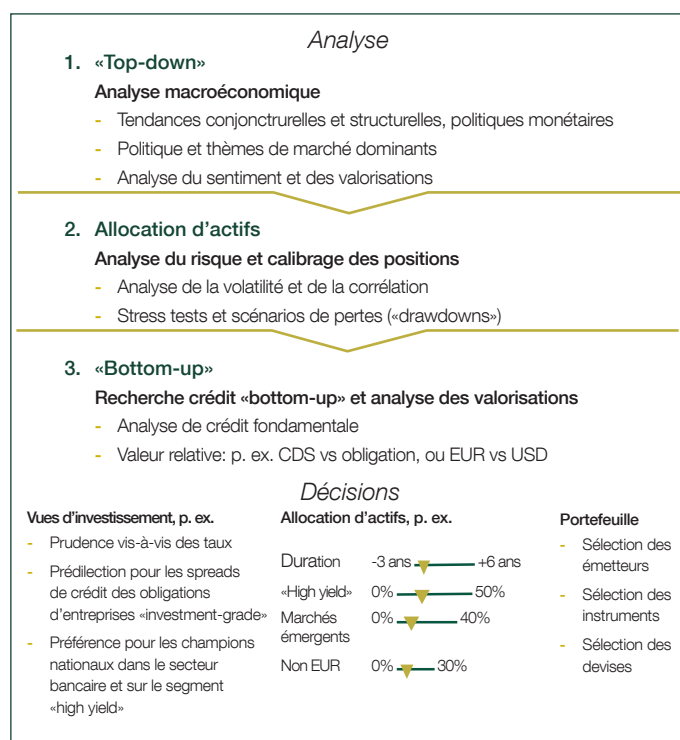 Analyse
1. «Top-down»
Analyse macroéconomique
- Tendances conjonctrurelles et structurelles, politiques monétaires
- Politique et thèmes de marché dominants
- Analyse du sentiment et des valorisations
2. Allocation d’actifs
Analyse du risque et calibrage des positions
- Analyse de la volatilité et de la corrélation
- Stress tests et scénarios de pertes («drawdowns»)
3. «Bottom-up»
Recherche crédit «bottom-up» et analyse des valorisations
- Analyse de crédit fondamentale
- Valeur relative: p. ex. CDS vs obligation, ou EUR vs USD
Décisions
Vues d’investissement, p. ex.
- Prudence vis-à-vis des taux
- Prédilection pour les spreads
de crédit des obligations
d’entreprises «investment-grade»
- Préférence pour les champions
nationaux dans le secteur
bancaire et sur le segment
«high yield»
Allocation d’actifs, p. ex.
Duration -3 ans +6 ans
«High yield» 0% 50%
Marchés 0% 40%
émergents
Non EUR 0% 30%
Portefeuille
- Sélection des
émetteurs
- Sélection des
instruments
- Sélection des
devises